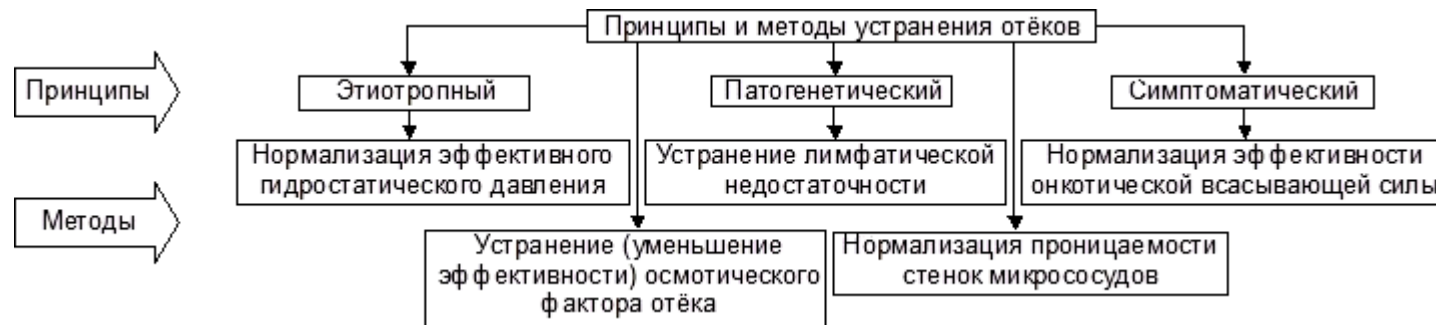 Принципы и методы устранения отёков
Принципы
Этиотропный
Патогенетический
Симптоматический
Методы
Нормализация эффективного
гидростатического давления
Устранение лимфатической
недостаточности
Нормализация эффективности
онкотической всасывающей силы
Устранение (уменьшение
эффективности) осмотического
фактора отёка
Нормализация проницаемости
стенок микрососудов